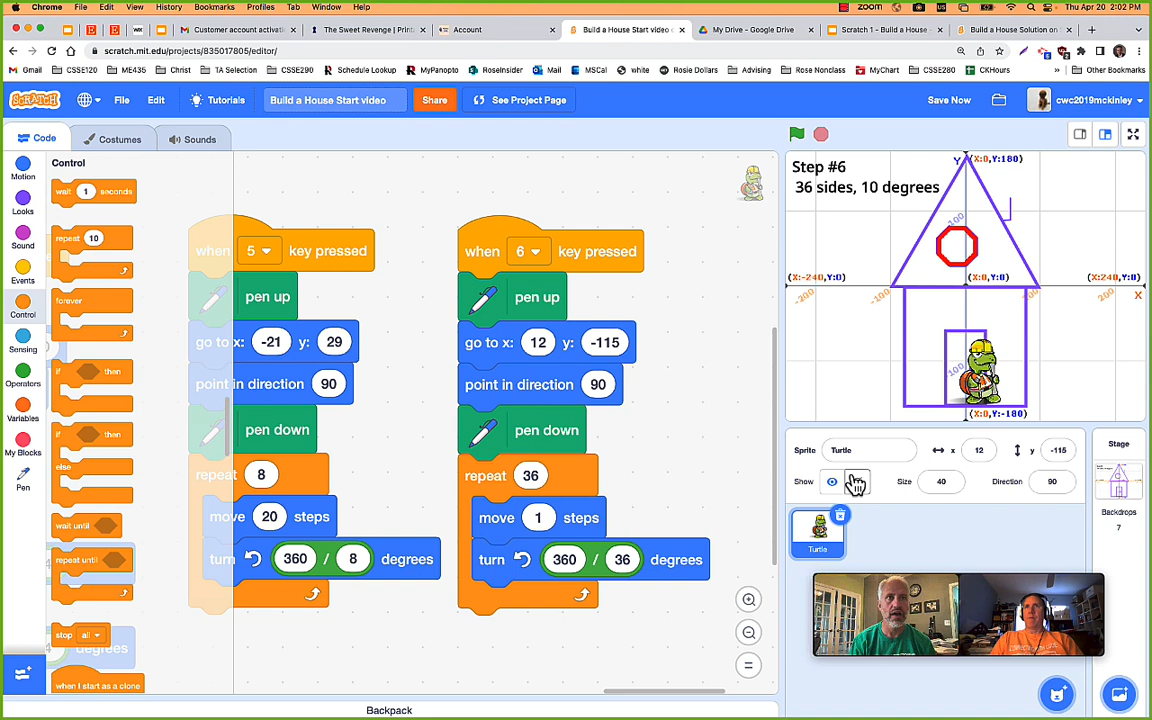 Chrome File Edit View History Bookmarks Profiles Tab Window Help zoom US Thu Apr 20 2:02 PM
Customer account activati The Sweet Revenge | Printa Account Build a House Start video My Drive - Google Drive Scratch 1 - Build a House - Build a House Solution on
scratch.mit.edu/projects/835017805/editor/
Gmail CSSE120 ME435 Christ TA Selection CSSE290 Schedule Lookup MyPanopto RoseInsider Mail MSCal white Rosie Dollars Advising Rose Nonclass MyChart CSSE280 CKHours Other Bookmarks
SCRATCH File Edit Tutorials Build a House Start video Share See Project Page Save Now cwc2019mckinley
Code Costumes Sounds
Motion
Looks
Sound
Events
Control
Sensing
Operators
Variables
My Blocks
Pen
Control
wait 1 seconds
repeat 10
forever
if then
if then
else
wait until
repeat until
stop all
degrees
when I start as a clone
when 5 key pressed
pen up
go to x: -21 y: 29
point in direction 90
pen down
repeat 8
move 20 steps
turn 360 / 8 degrees
when 6 key pressed
pen up
go to x: 12 y: -115
point in direction 90
pen down
repeat 36
move 1 steps
turn 360 / 36 degrees
Step #6
36 sides, 10 degrees
Y (X:0,Y:180)
100
(X:-240,Y:0) (X:0,Y:0) (X:240,Y:0)
-200 -100 200 X
-100
(X:0,Y:-180)
Sprite Turtle x 12 y -115
Show Size 40 Direction 90
Turtle
Stage
Backdrops
7
Backpack